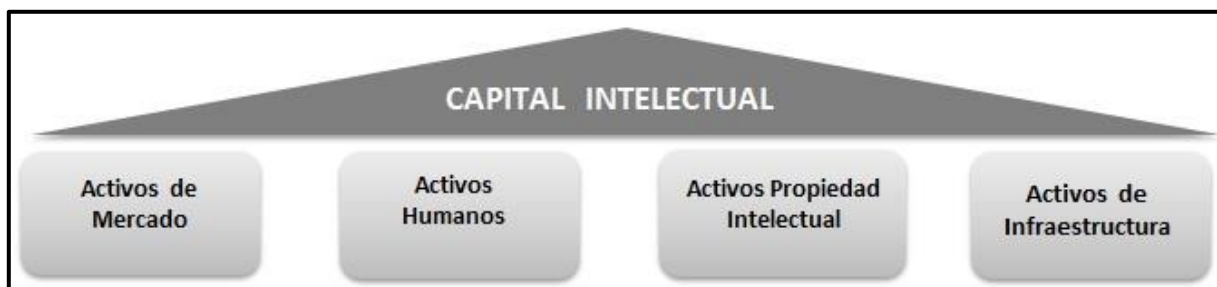 CAPITAL INTELECTUAL
Activos de
Mercado
Activos
Humanos
Activos Propiedad
Intelectual
Activos de
Infraestructura